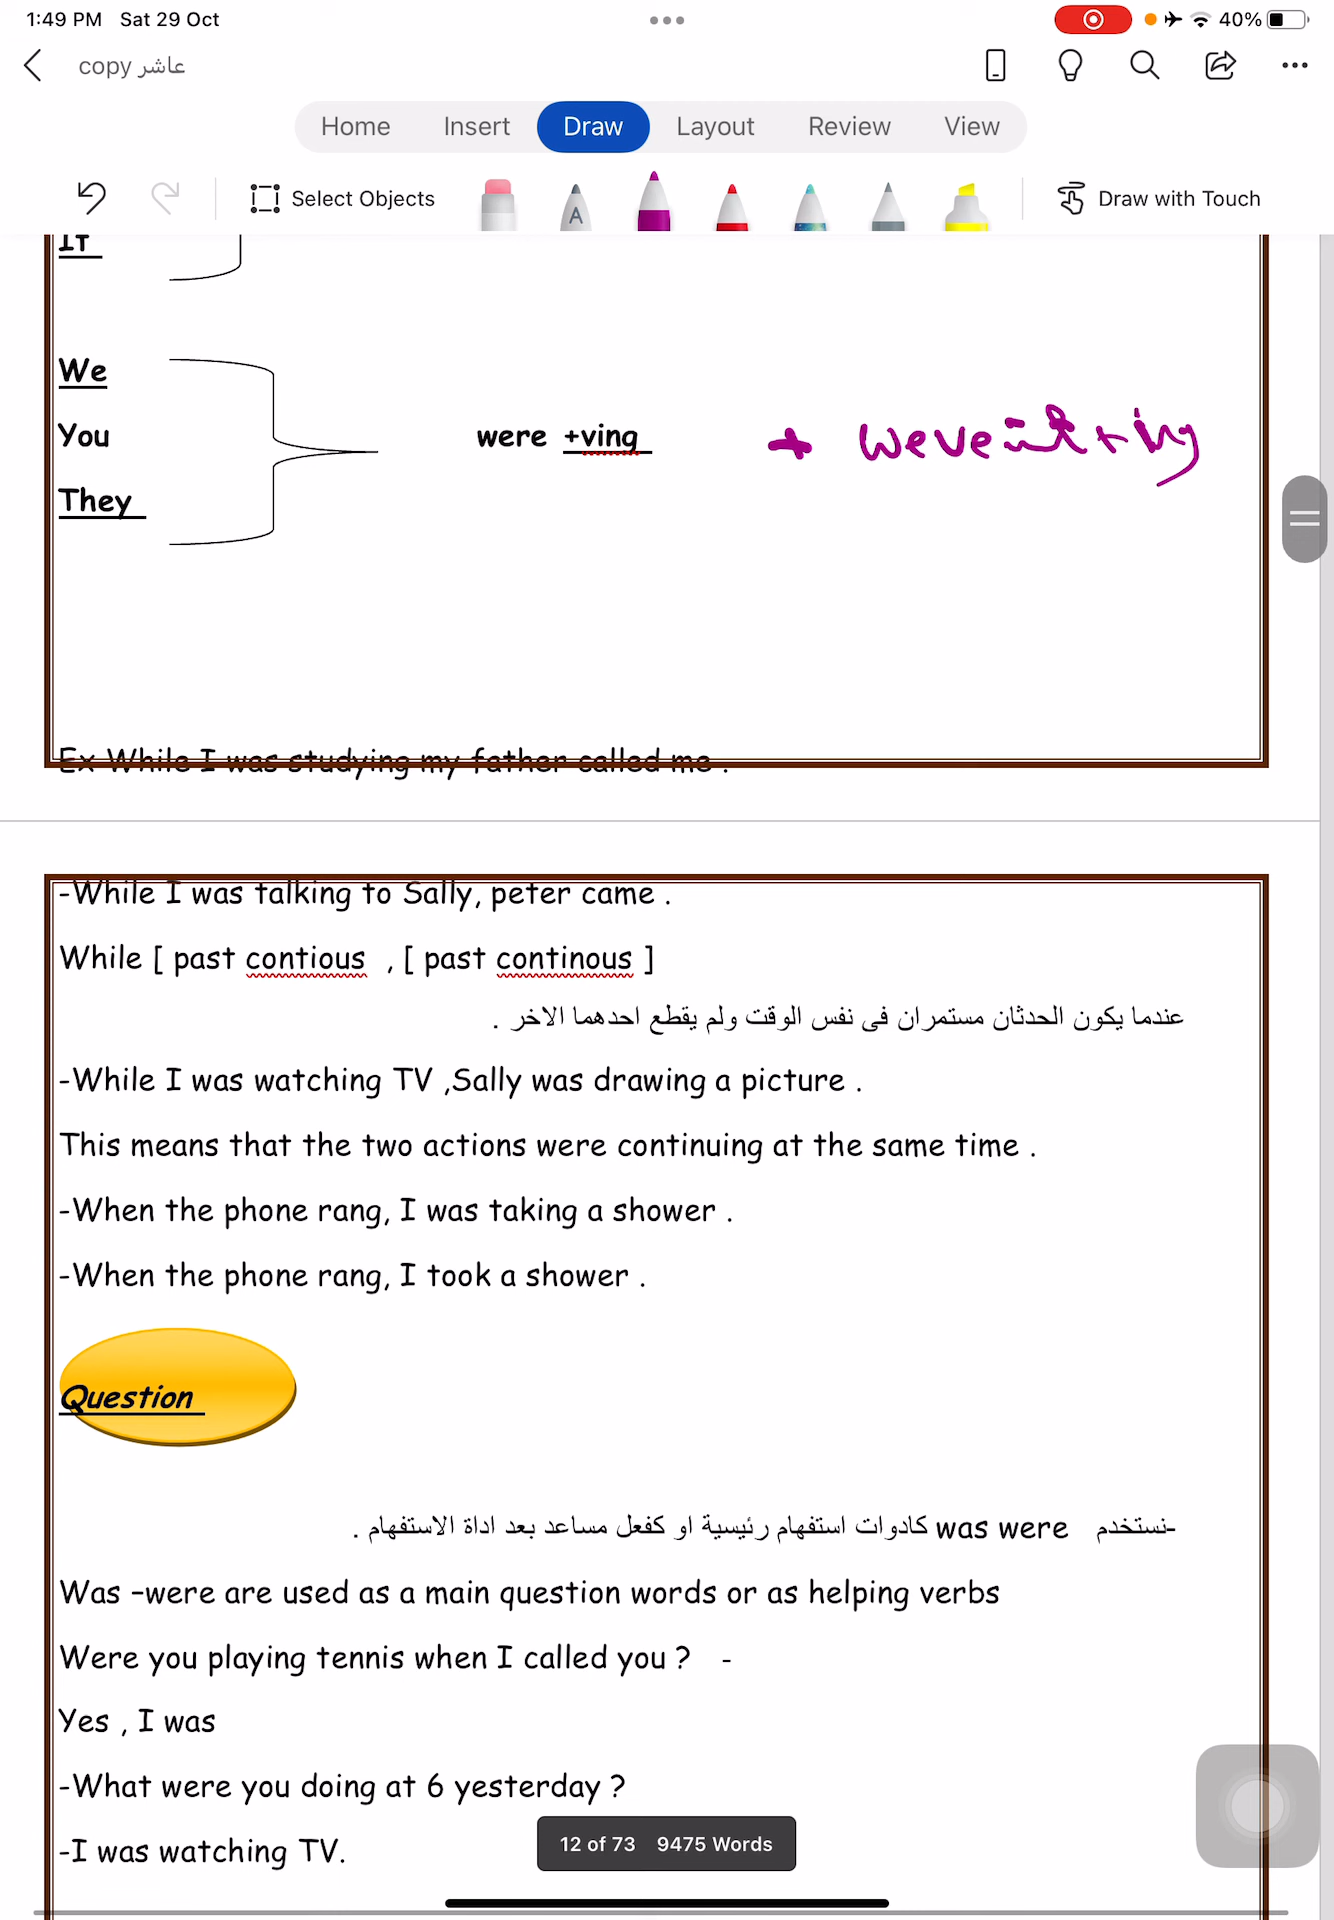 1:49 PM Sat 29 Oct
40%
copy عاشر
Home Insert Draw Layout Review View
Select Objects
A
Draw with Touch
It
We
You
were +ving
They
Ex While I was studying my father called me .
-While I was talking to Sally, peter came .
While [ past contious , [ past continous ]
عندما يكون الحدثان مستمران فى نفس الوقت ولم يقطع احدهما الاخر .
-While I was watching TV ,Sally was drawing a picture .
This means that the two actions were continuing at the same time .
-When the phone rang, I was taking a shower .
-When the phone rang, I took a shower .
Question
-نستخدم was were كادوات استفهام رئيسية او كفعل مساعد بعد اداة الاستفهام .
Was –were are used as a main question words or as helping verbs
Were you playing tennis when I called you ? -
Yes , I was
-What were you doing at 6 yesterday ?
-I was watching TV.
12 of 73 9475 Words